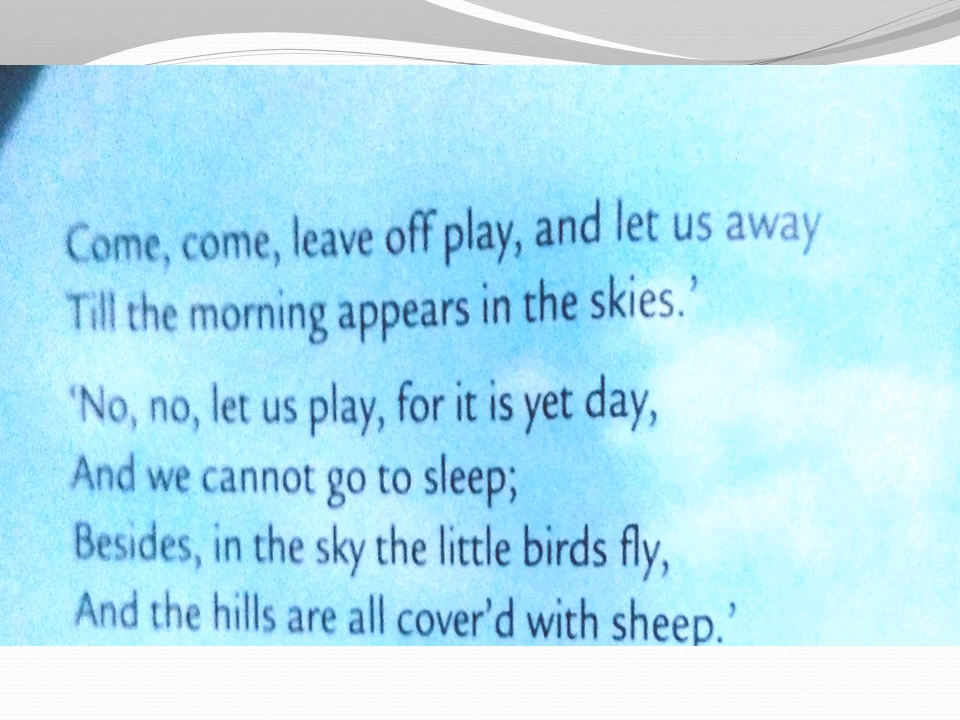 Come, come, leave off play, and let us away
Till the morning appears in the skies.’
‘No, no, let us play, for it is yet day,
And we cannot go to sleep;
Besides, in the sky the little birds fly,
And the hills are all cover’d with sheep.’